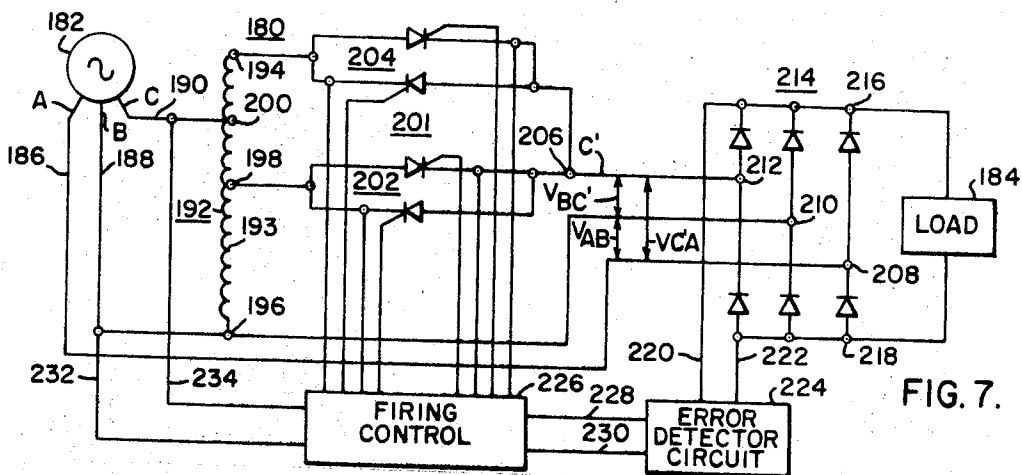 182
180
194
204
190
A
B
C
200
201
206
C'
186
188
198
202
192
193
196
V_BC'
V_AB
VC'A
214
216
212
210
208
184
LOAD
232
234
226
228
230
220
222
218
224
FIRING
CONTROL
ERROR
DETECTOR
CIRCUIT
FIG. 7.